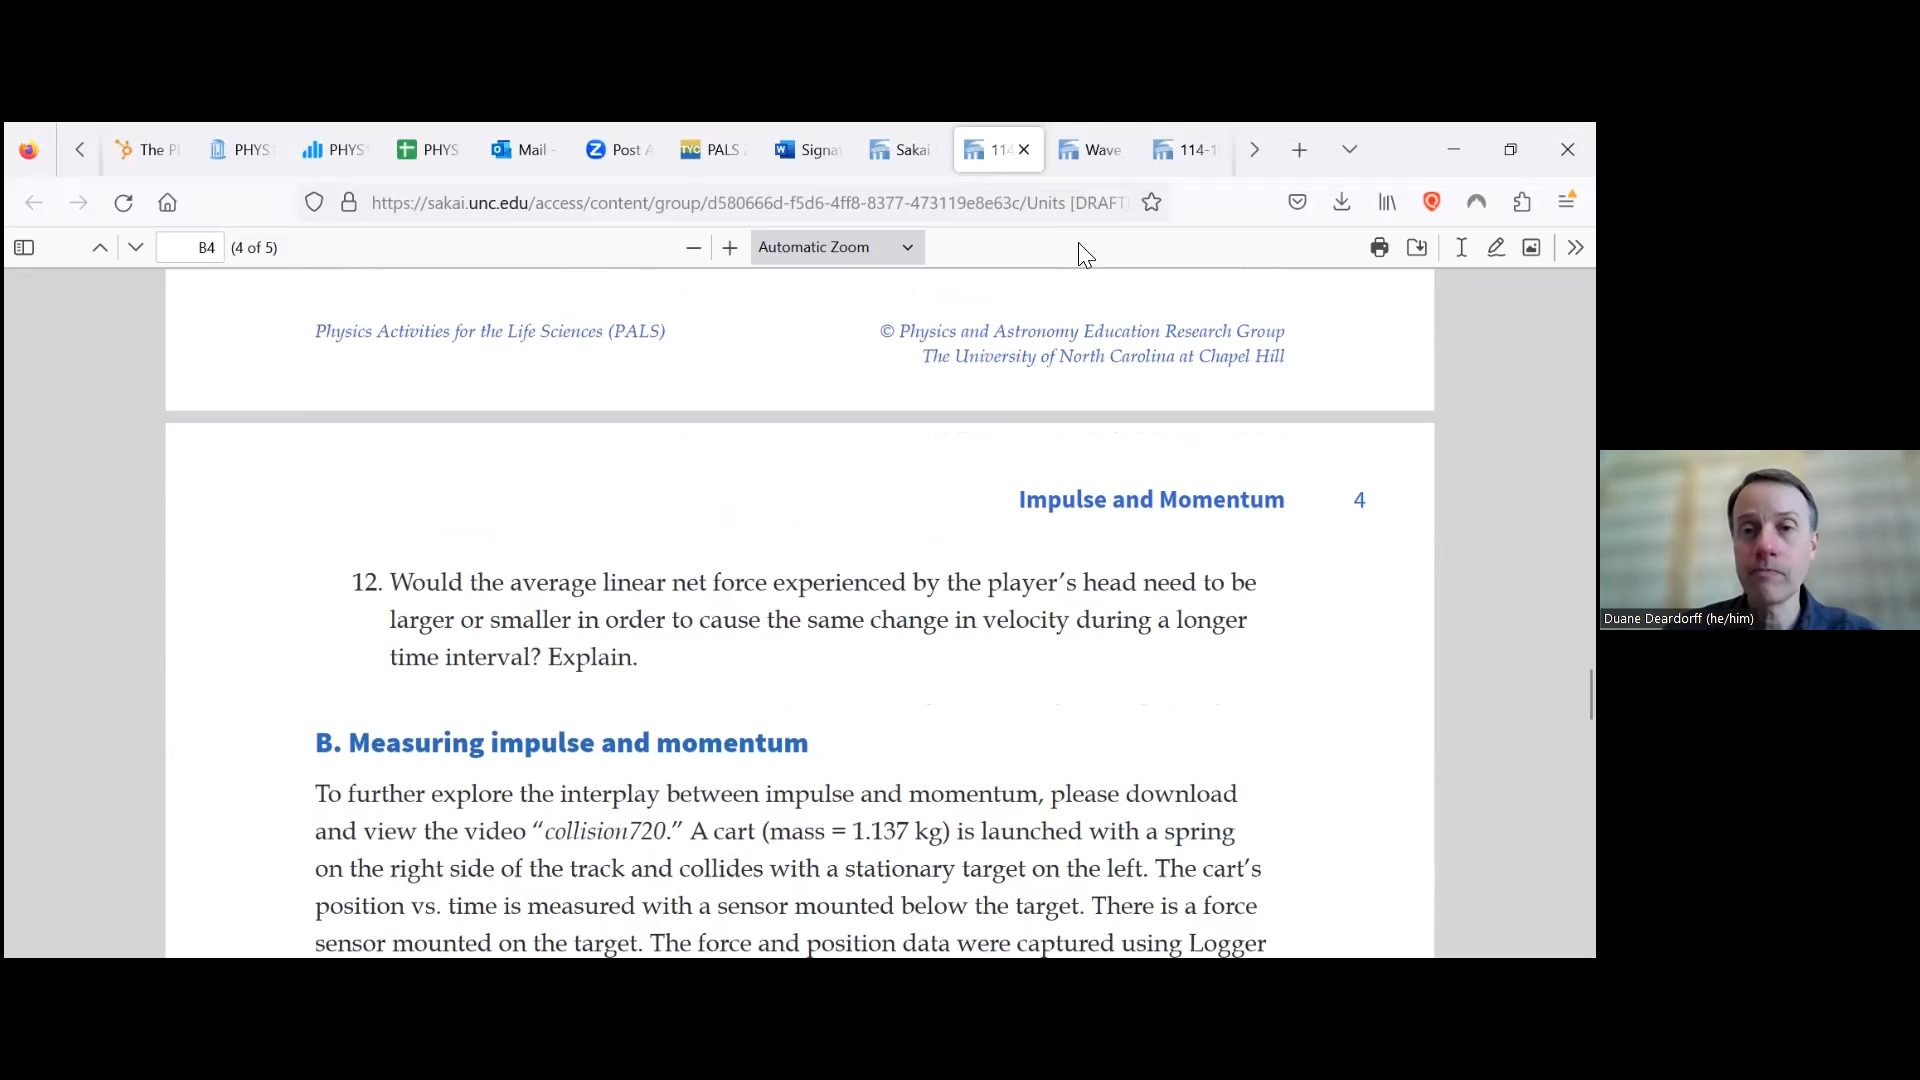 The P
PHYS
PHYS
PHYS
Mail -
Post A
TYC PALS
Signat
Sakai
114
Wave
114-1
https://sakai.unc.edu/access/content/group/d580666d-f5d6-4ff8-8377-473119e8e63c/Units [DRAFT]
B4 (4 of 5)
Automatic Zoom
Physics Activities for the Life Sciences (PALS)
© Physics and Astronomy Education Research Group
The University of North Carolina at Chapel Hill
Impulse and Momentum 4
12. Would the average linear net force experienced by the player’s head need to be
larger or smaller in order to cause the same change in velocity during a longer
time interval? Explain.
B. Measuring impulse and momentum
To further explore the interplay between impulse and momentum, please download
and view the video “collision720.” A cart (mass = 1.137 kg) is launched with a spring
on the right side of the track and collides with a stationary target on the left. The cart’s
position vs. time is measured with a sensor mounted below the target. There is a force
sensor mounted on the target. The force and position data were captured using Logger
Duane Deardorff (he/him)